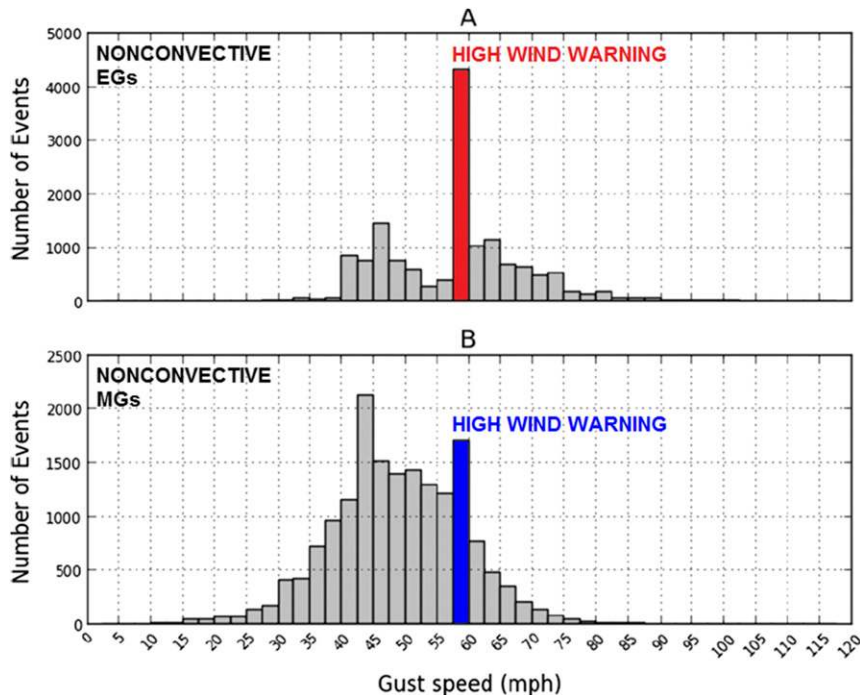 A
NONCONVECTIVE
EGs
HIGH WIND WARNING
Number of Events
5000
4000
3000
2000
1000
0
B
NONCONVECTIVE
MGs
HIGH WIND WARNING
Number of Events
2500
2000
1500
1000
500
0
0 5 10 15 20 25 30 35 40 45 50 55 60 65 70 75 80 85 90 95 100 105 110 115 120
Gust speed (mph)